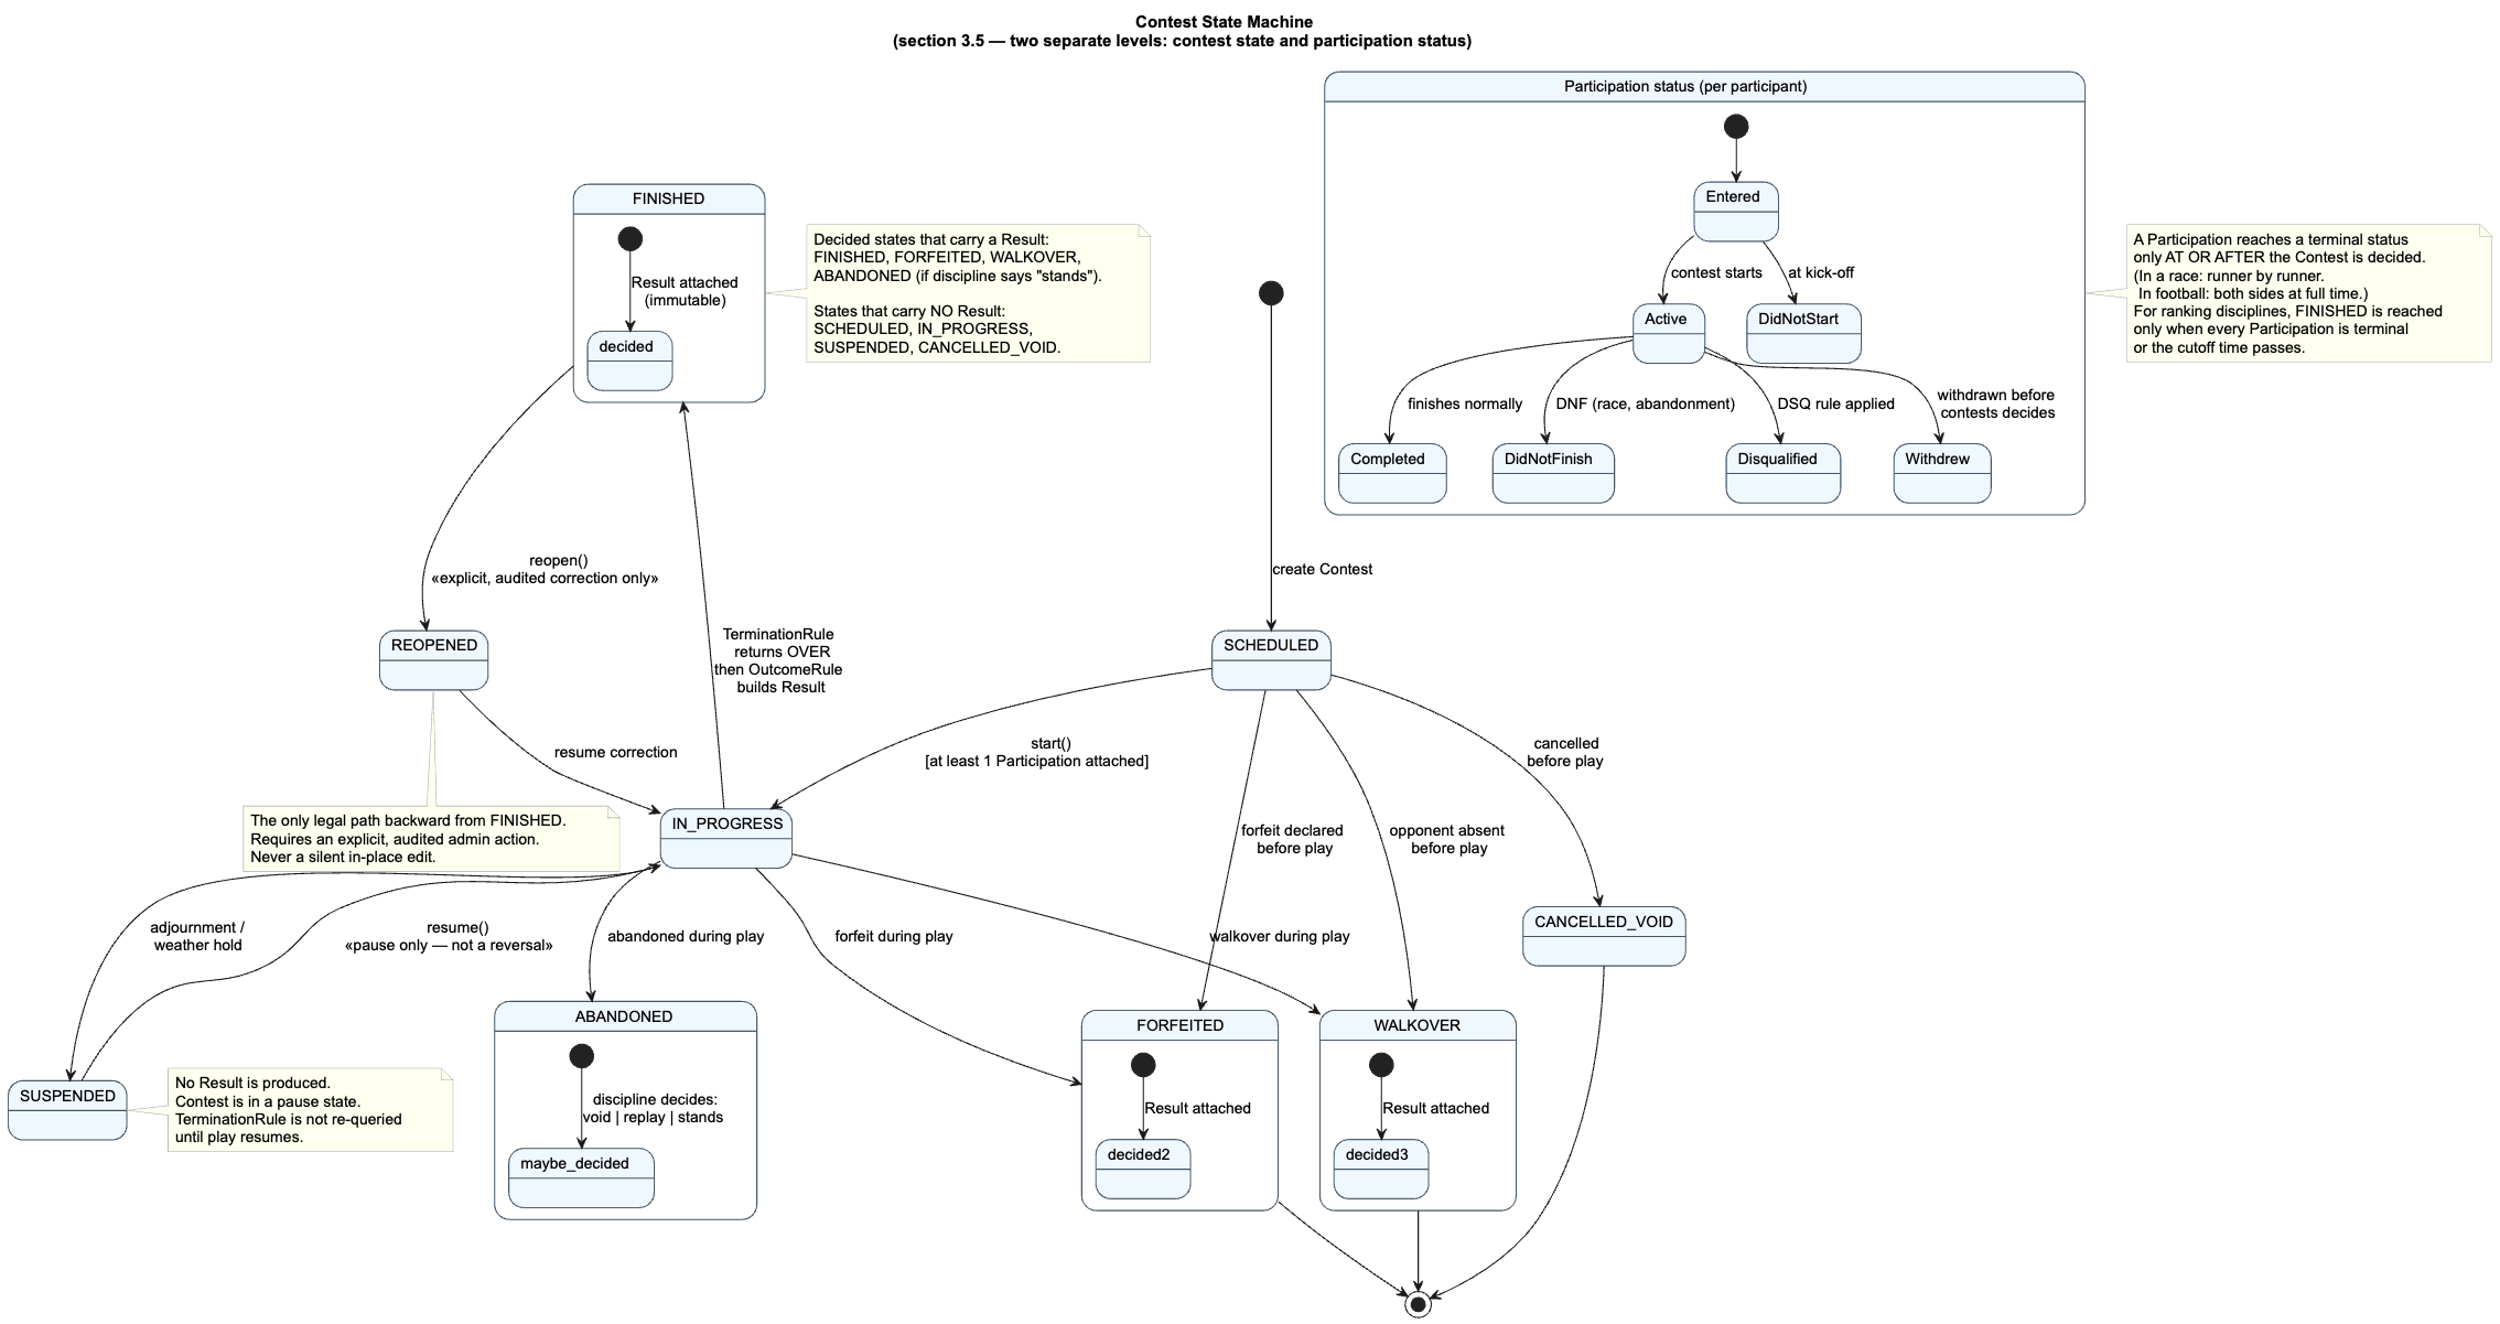 Contest State Machine
(section 3.5 — two separate levels: contest state and participation status)
Participation status (per participant)
Entered
contest starts
at kick-off
Active
DidNotStart
finishes normally
DNF (race, abandonment)
DSQ rule applied
withdrawn before
contests decides
Completed
DidNotFinish
Disqualified
Withdrew
A Participation reaches a terminal status
only AT OR AFTER the Contest is decided.
(In a race: runner by runner.
In football: both sides at full time.)
For ranking disciplines, FINISHED is reached
only when every Participation is terminal
or the cutoff time passes.
FINISHED
Result attached
(immutable)
decided
Decided states that carry a Result:
FINISHED, FORFEITED, WALKOVER,
ABANDONED (if discipline says "stands").
States that carry NO Result:
SCHEDULED, IN_PROGRESS,
SUSPENDED, CANCELLED_VOID.
reopen()
«explicit, audited correction only»
create Contest
REOPENED
TerminationRule
returns OVER
then OutcomeRule
builds Result
SCHEDULED
resume correction
start()
[at least 1 Participation attached]
cancelled
before play
The only legal path backward from FINISHED.
Requires an explicit, audited admin action.
Never a silent in-place edit.
IN_PROGRESS
forfeit declared
before play
opponent absent
before play
adjournment /
weather hold
resume()
«pause only — not a reversal»
abandoned during play
forfeit during play
walkover during play
CANCELLED_VOID
SUSPENDED
No Result is produced.
Contest is in a pause state.
TerminationRule is not re-queried
until play resumes.
ABANDONED
discipline decides:
void | replay | stands
maybe_decided
FORFEITED
Result attached
decided2
WALKOVER
Result attached
decided3